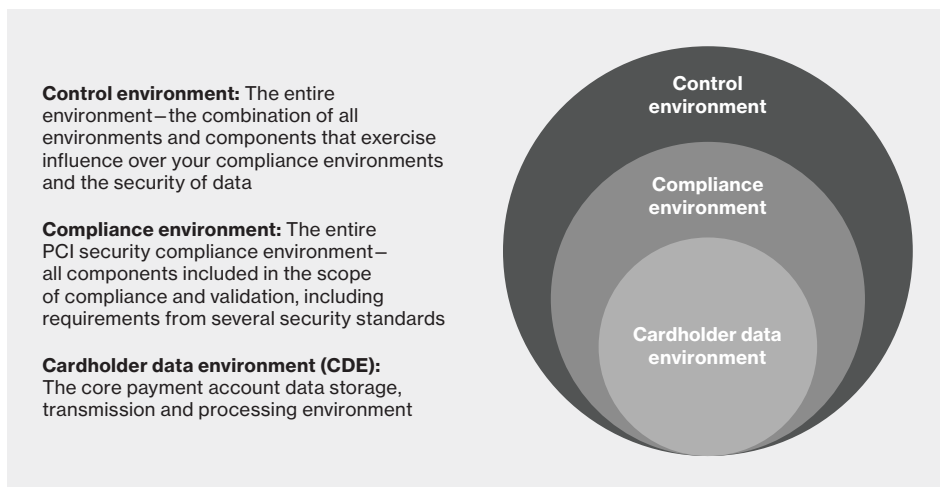 Control environment: The entire
environment—the combination of all
environments and components that exercise
influence over your compliance environments
and the security of data
Compliance environment: The entire
PCI security compliance environment—
all components included in the scope
of compliance and validation, including
requirements from several security standards
Cardholder data environment (CDE):
The core payment account data storage,
transmission and processing environment
Control
environment
Compliance
environment
Cardholder data
environment